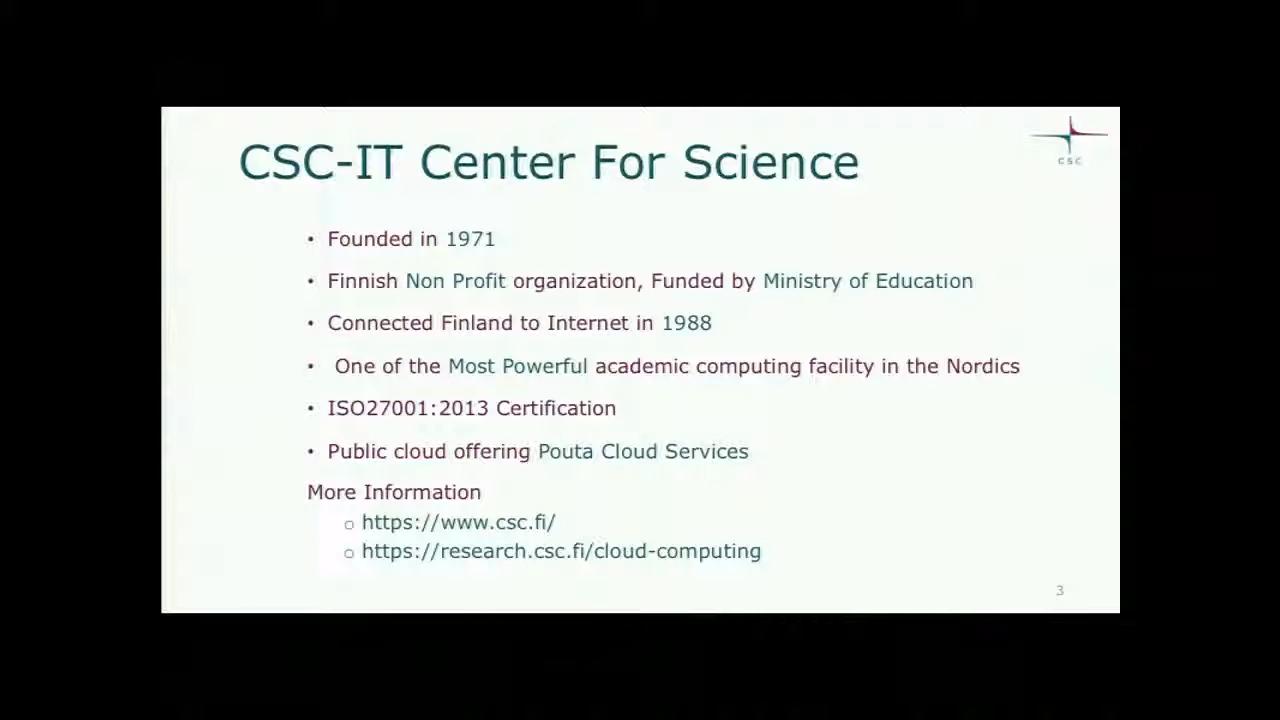 CSC-IT Center For Science
CSC
• Founded in 1971
• Finnish Non Profit organization, Funded by Ministry of Education
• Connected Finland to Internet in 1988
• One of the Most Powerful academic computing facility in the Nordics
• ISO27001:2013 Certification
• Public cloud offering Pouta Cloud Services
More Information
o https://www.csc.fi/
o https://research.csc.fi/cloud-computing
3